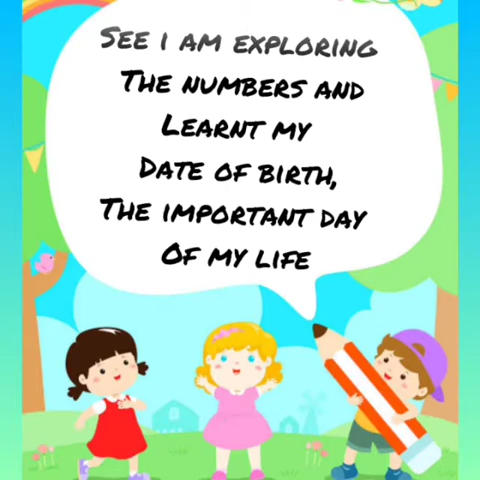 See i am exploring
The numbers and
Learnt my
Date of birth,
The important day
Of my life